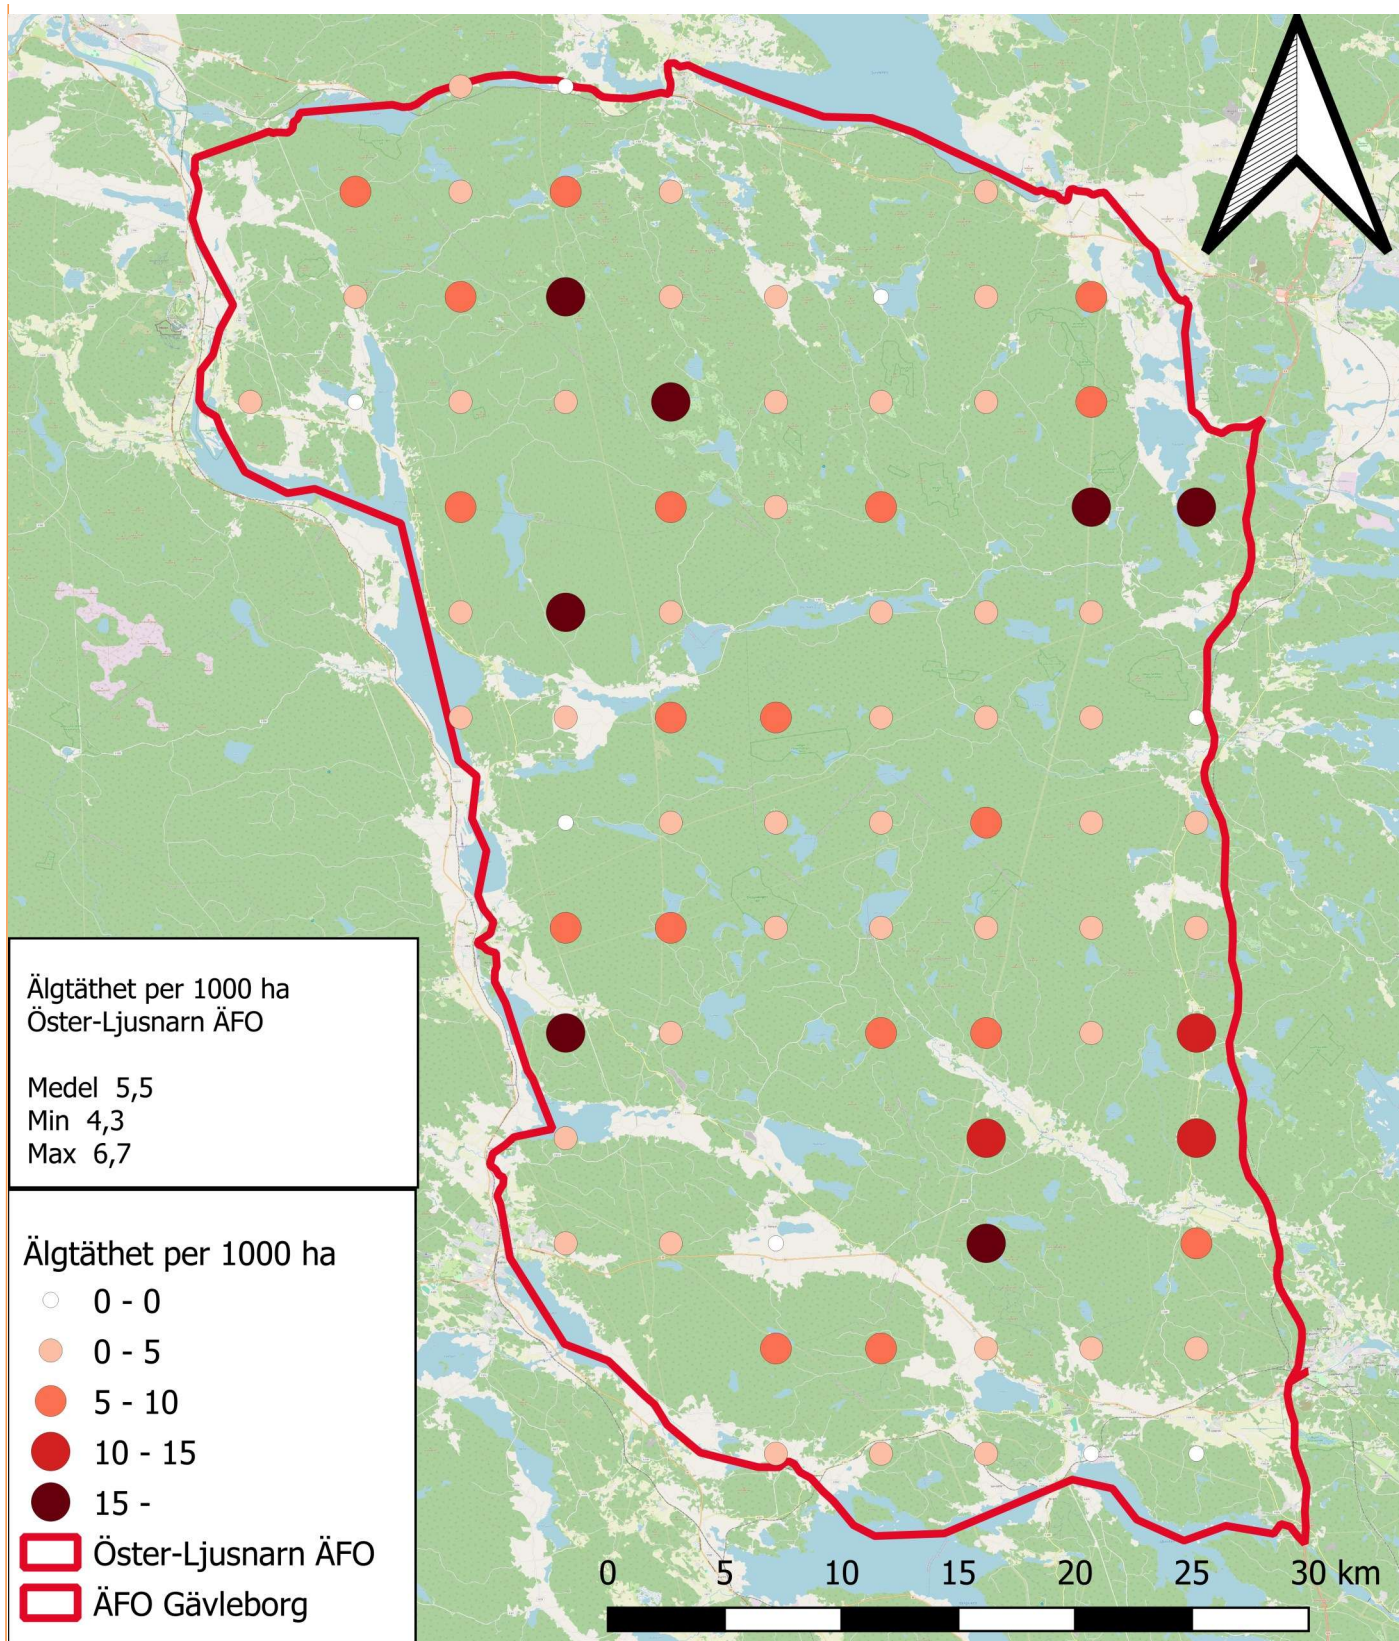 Älgtäthet per 1000 ha
Öster-Ljusnarn ÄFO
Medel 5,5
Min 4,3
Max 6,7
Älgtäthet per 1000 ha
0 - 0
0 - 5
5 - 10
10 - 15
15 -
Öster-Ljusnarn ÄFO
ÄFO Gävleborg
0 5 10 15 20 25 30 km